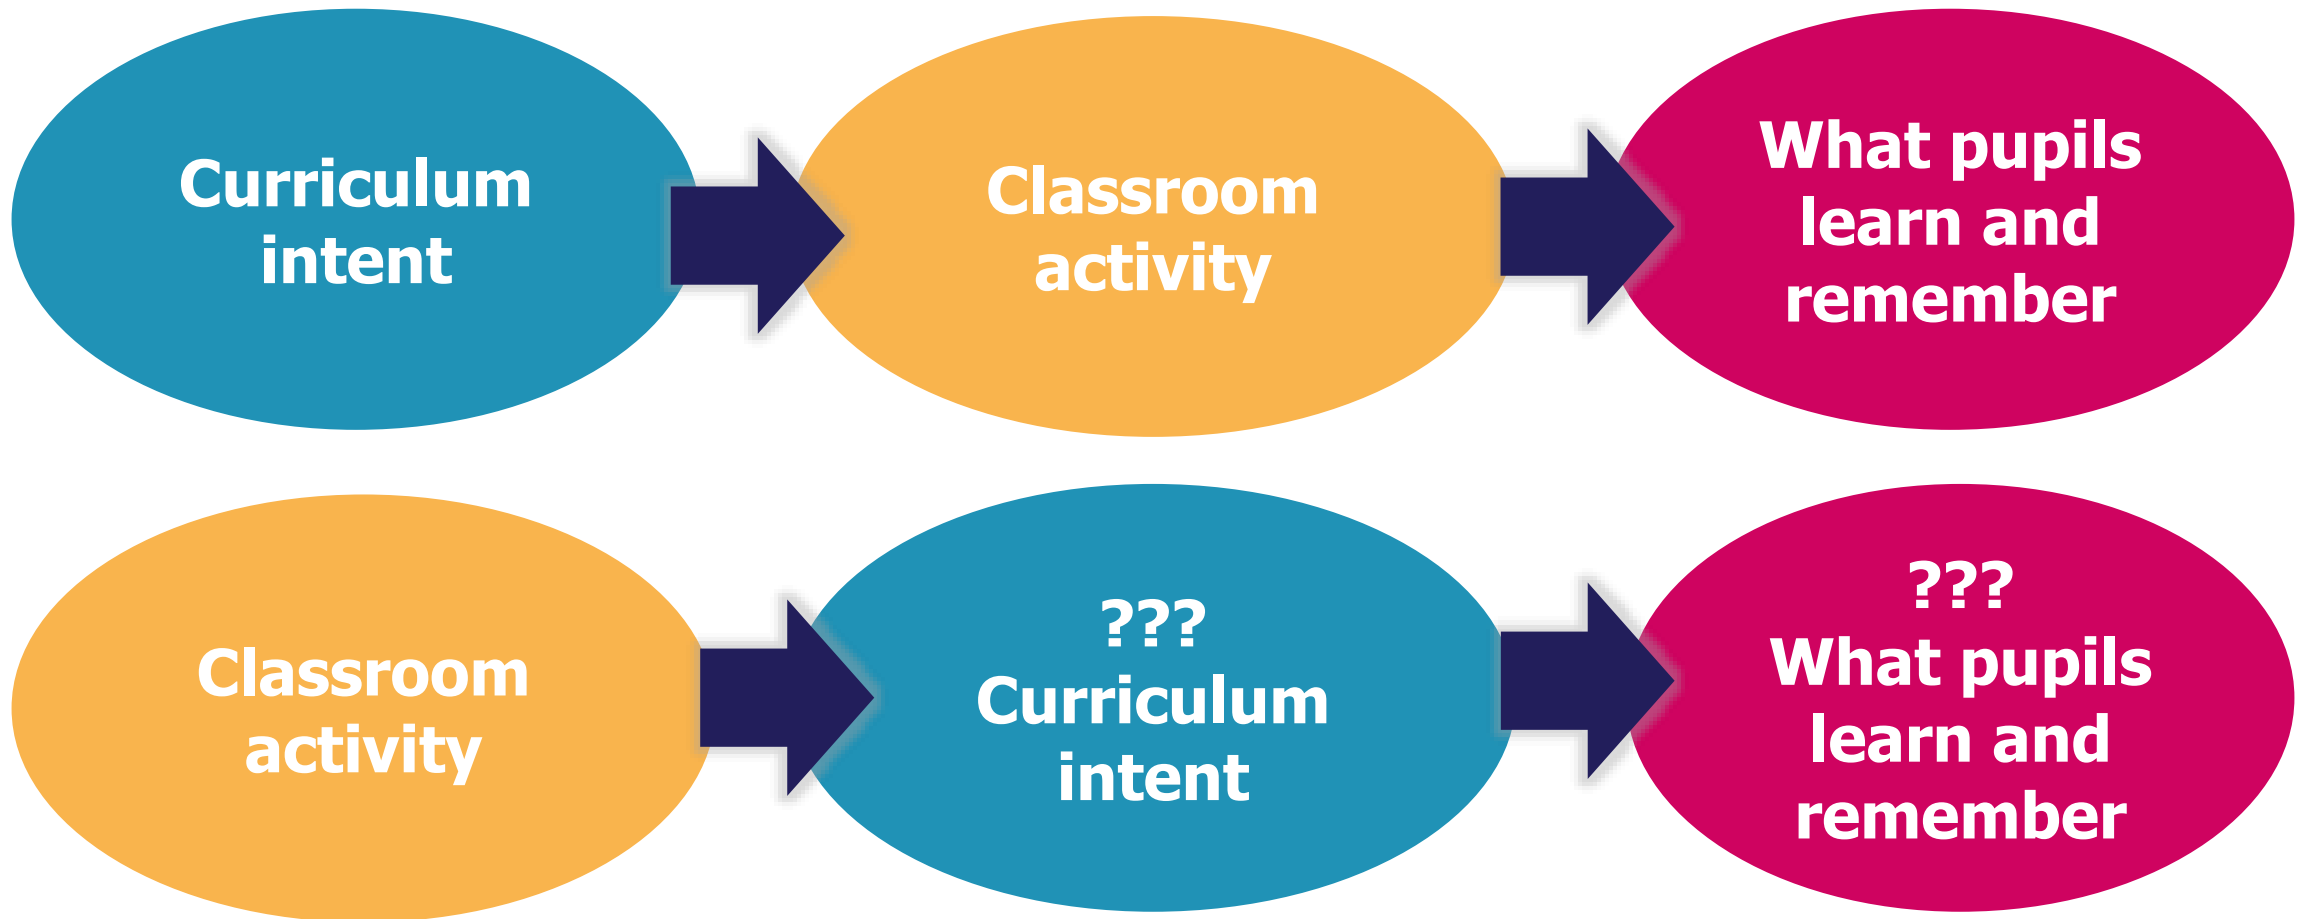 Curriculum
intent
Classroom
activity
What pupils
learn and
remember
Classroom
activity
???
Curriculum
intent
???
What pupils
learn and
remember